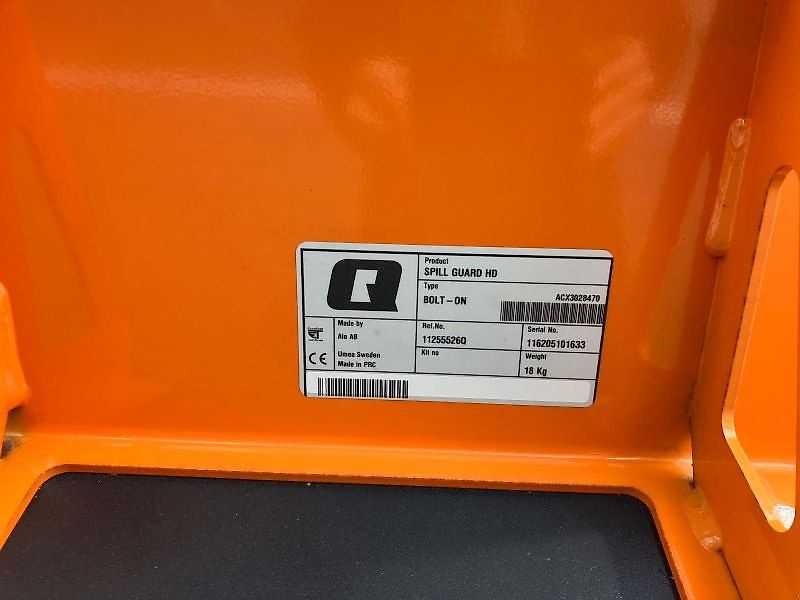 Product
SPILL GUARD HD
Type
BOLT - ON
ACX3028470
Made by
Alo AB
Umea Sweden
Made in PRC
Ref.No.
11255526Q
Serial No.
116205101633
Kit no
Weight
18 Kg
CE